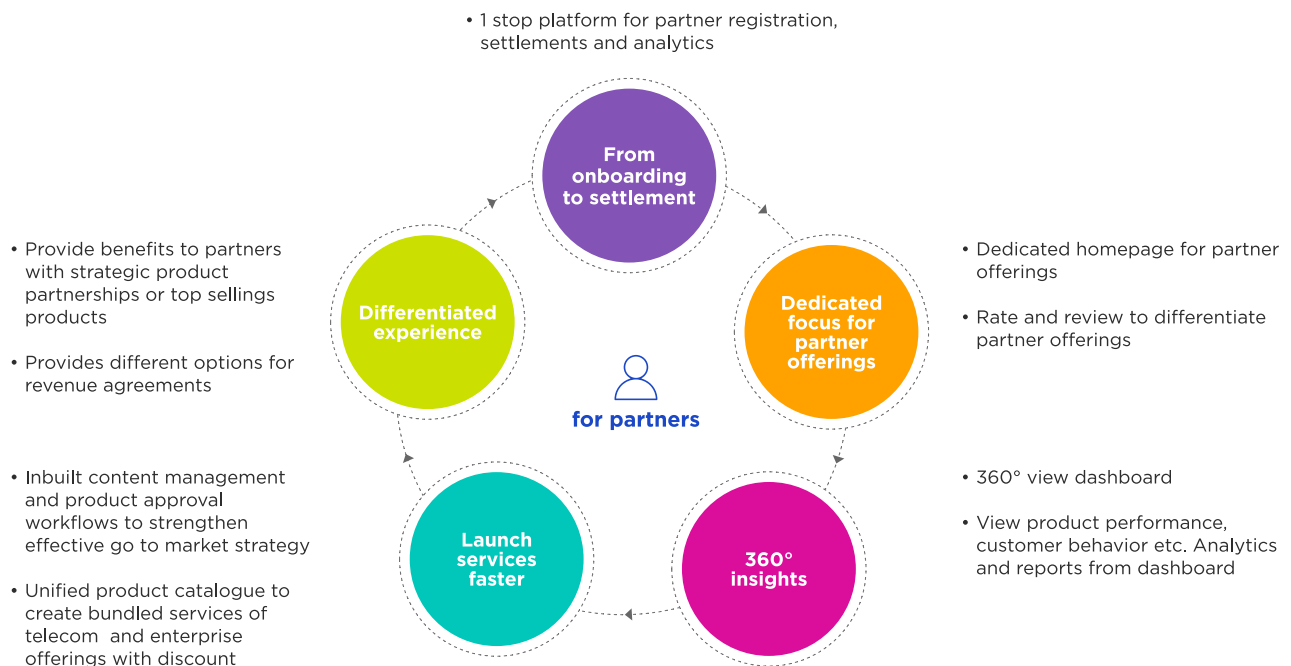 • 1 stop platform for partner registration,
settlements and analytics
From
onboarding
to settlement
• Provide benefits to partners
with strategic product
partnerships or top sellings
products
• Provides different options for
revenue agreements
Differentiated
experience
Dedicated
focus for
partner
offerings
• Dedicated homepage for partner
offerings
• Rate and review to differentiate
partner offerings
for partners
• Inbuilt content management
and product approval
workflows to strengthen
effective go to market strategy
• Unified product catalogue to
create bundled services of
telecom and enterprise
offerings with discount
Launch
services
faster
360°
insights
• 360° view dashboard
• View product performance,
customer behavior etc. Analytics
and reports from dashboard